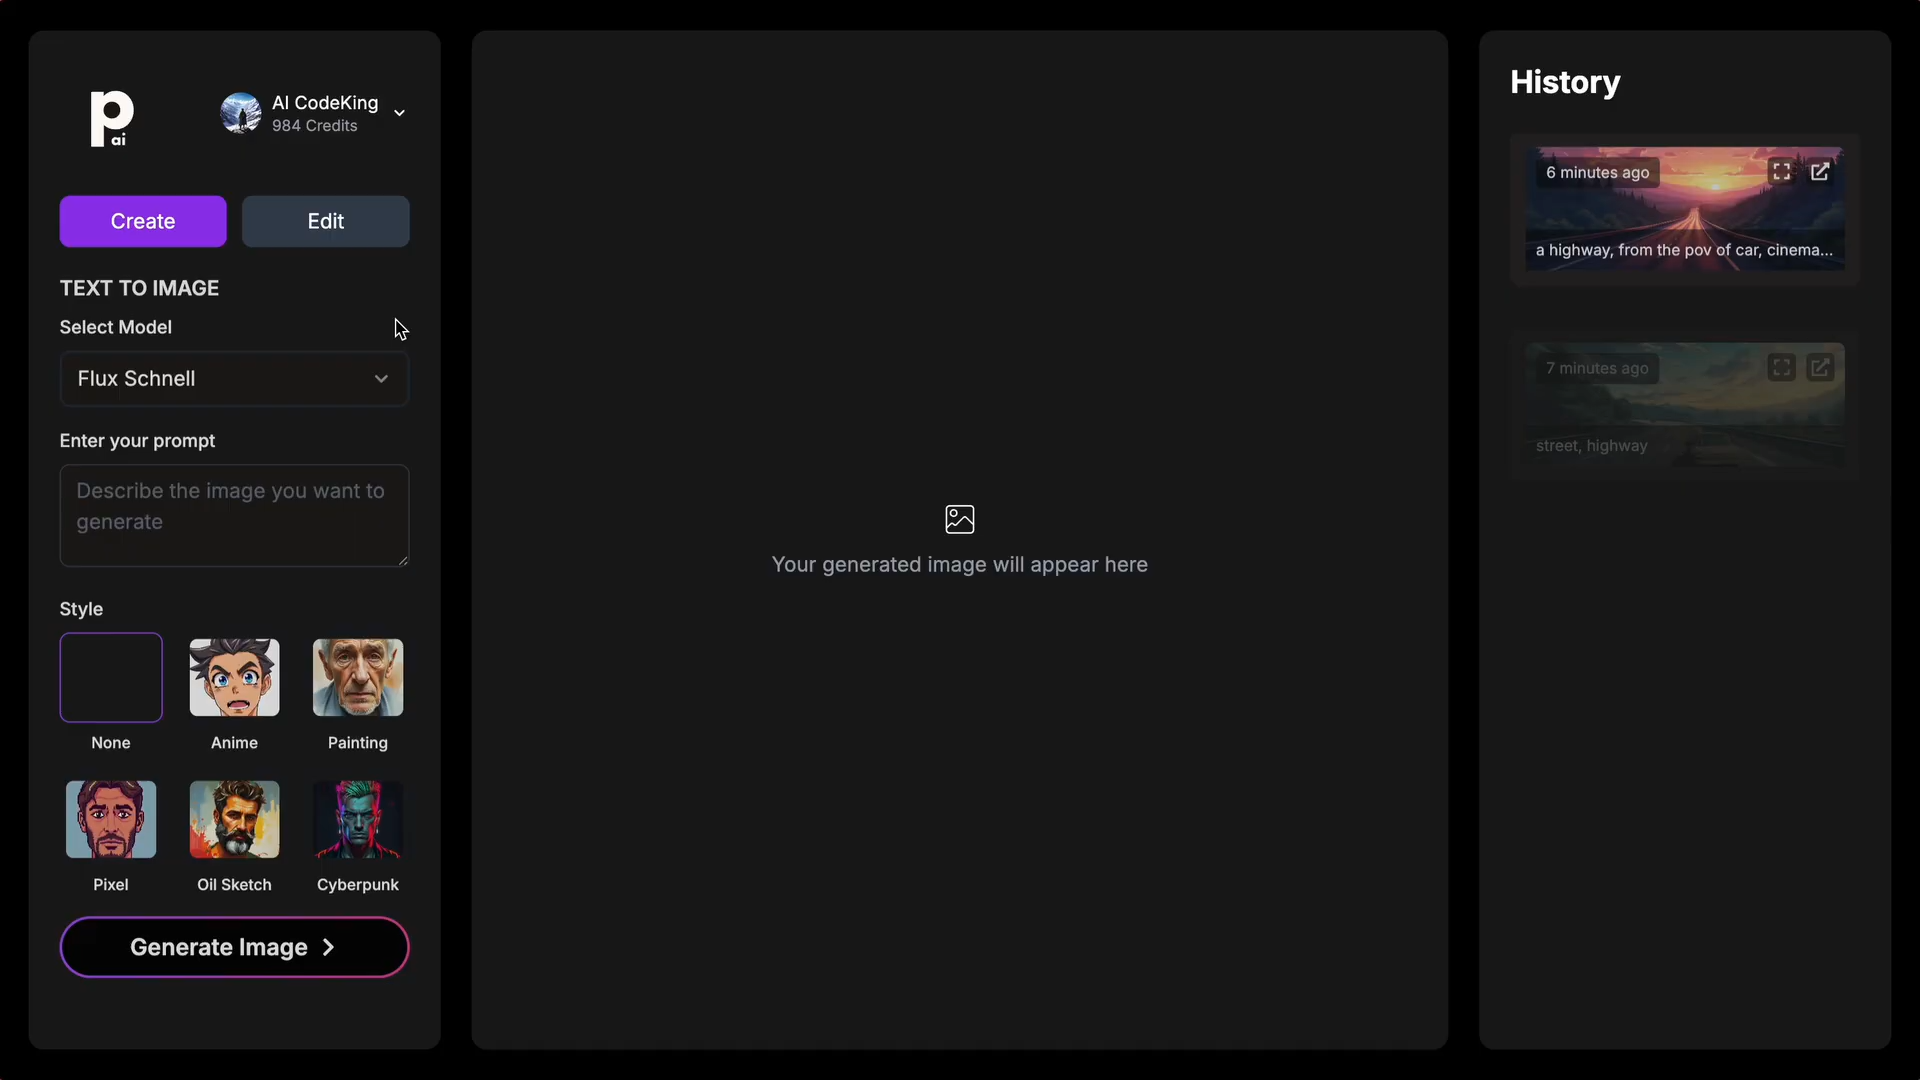 p
ai
AI CodeKing
984 Credits
Create
Edit
TEXT TO IMAGE
Select Model
Flux Schnell
Enter your prompt
Describe the image you want to
generate
Style
None
Anime
Painting
Pixel
Oil Sketch
Cyberpunk
Generate Image
Your generated image will appear here
History
6 minutes ago
a highway, from the pov of car, cinema...
7 minutes ago
street, highway